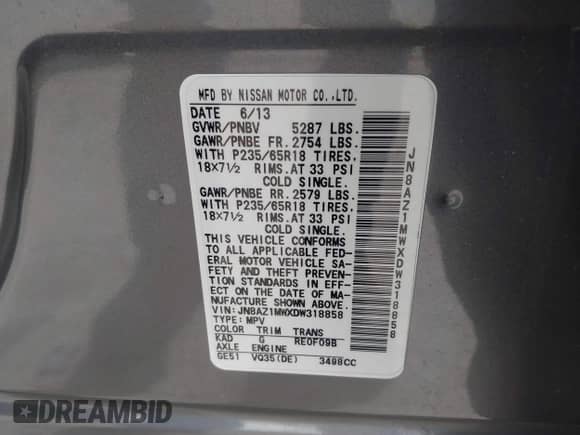 MFD BY NISSAN MOTOR CO.,LTD.
DATE 6/13
GVWR/PNBV 5287 LBS.
GAWR/PNBE FR. 2754 LBS.
WITH P235/65R18 TIRES.
18X7½ RIMS.AT 33 PSI
COLD SINGLE.
GAWR/PNBE RR. 2579 LBS.
WITH P235/65R18 TIRES.
18X7½ RIMS.AT 33 PSI
COLD SINGLE.
THIS VEHICLE CONFORMS
TO ALL APPLICABLE FED-
ERAL MOTOR VEHICLE SA-
FETY AND THEFT PREVEN-
TION STANDARDS IN EFF-
ECT ON THE DATE OF MA-
NUFACTURE SHOWN ABOVE.
VIN:JN8AZ1MWXDW318858
TYPE:MPV
COLOR TRIM TRANS
KAD G RE0F09B
AXLE ENGINE
GE51 VQ35(DE) 3498CC
JN8AZ1MWXDW318858
DREAMBID